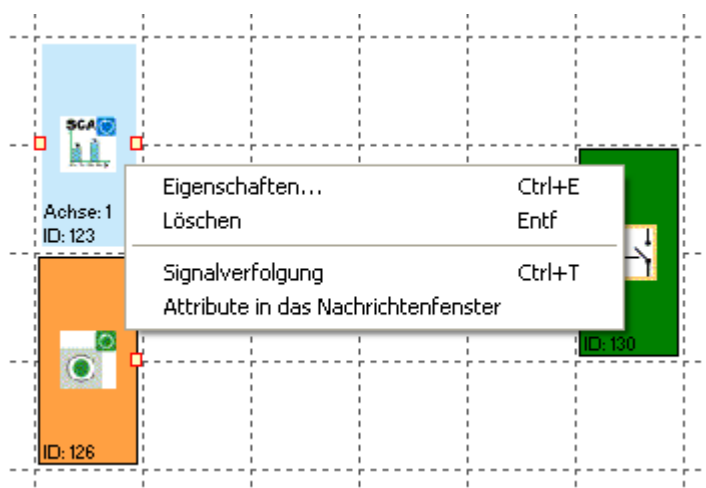 SCA
Achse: 1
ID: 123
Eigenschaften... Ctrl+E
Löschen Entf
Signalverfolgung Ctrl+T
Attribute in das Nachrichtenfenster
ID: 130
ID: 126